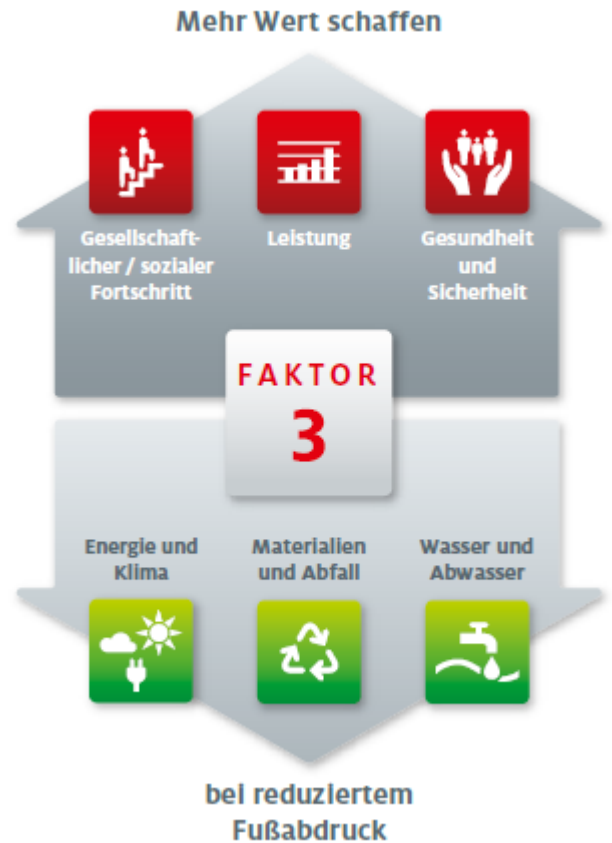 Mehr Wert schaffen
Gesellschaft-
licher / sozialer
Fortschritt
Leistung
Gesundheit
und
Sicherheit
FAKTOR
3
Energie und
Klima
Materialien
und Abfall
Wasser und
Abwasser
bei reduziertem
Fußabdruck